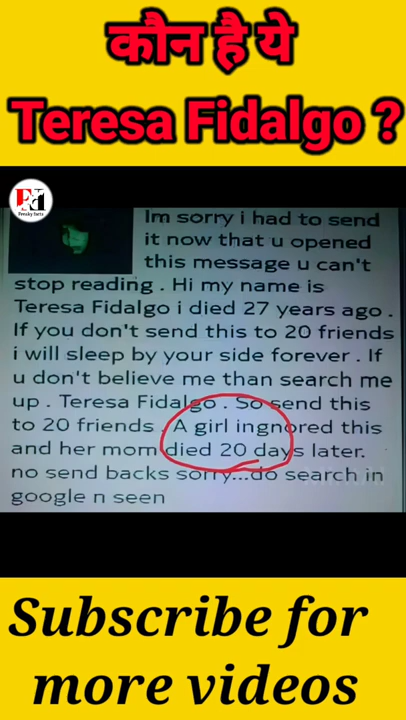 कौन है ये
Teresa Fidalgo ?
Freaky facts
Im sorry i had to send
it now that u opened
this message u can't
stop reading . Hi my name is
Teresa Fidalgo i died 27 years ago .
If you don't send this to 20 friends
i will sleep by your side forever . If
u don't believe me than search me
up . Teresa Fidalgo . So send this
to 20 friends . A girl ingnored this
and her mom died 20 days later.
no send backs sorry...do search in
google n seen
Subscribe for
more videos